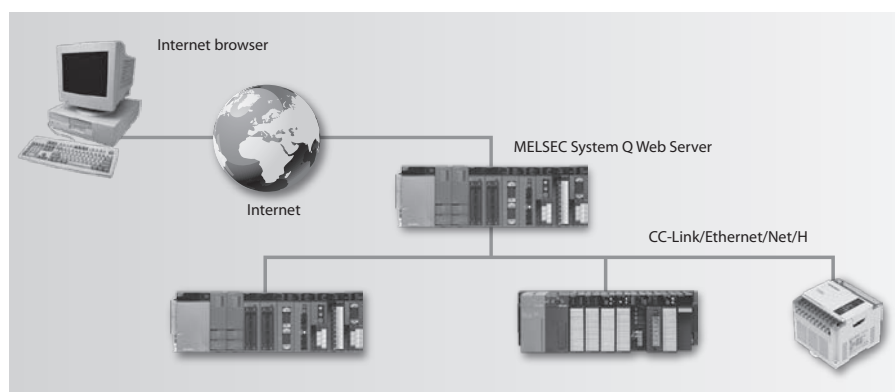 Internet browser
MELSEC System Q Web Server
Internet
CC-Link/Ethernet/Net/H